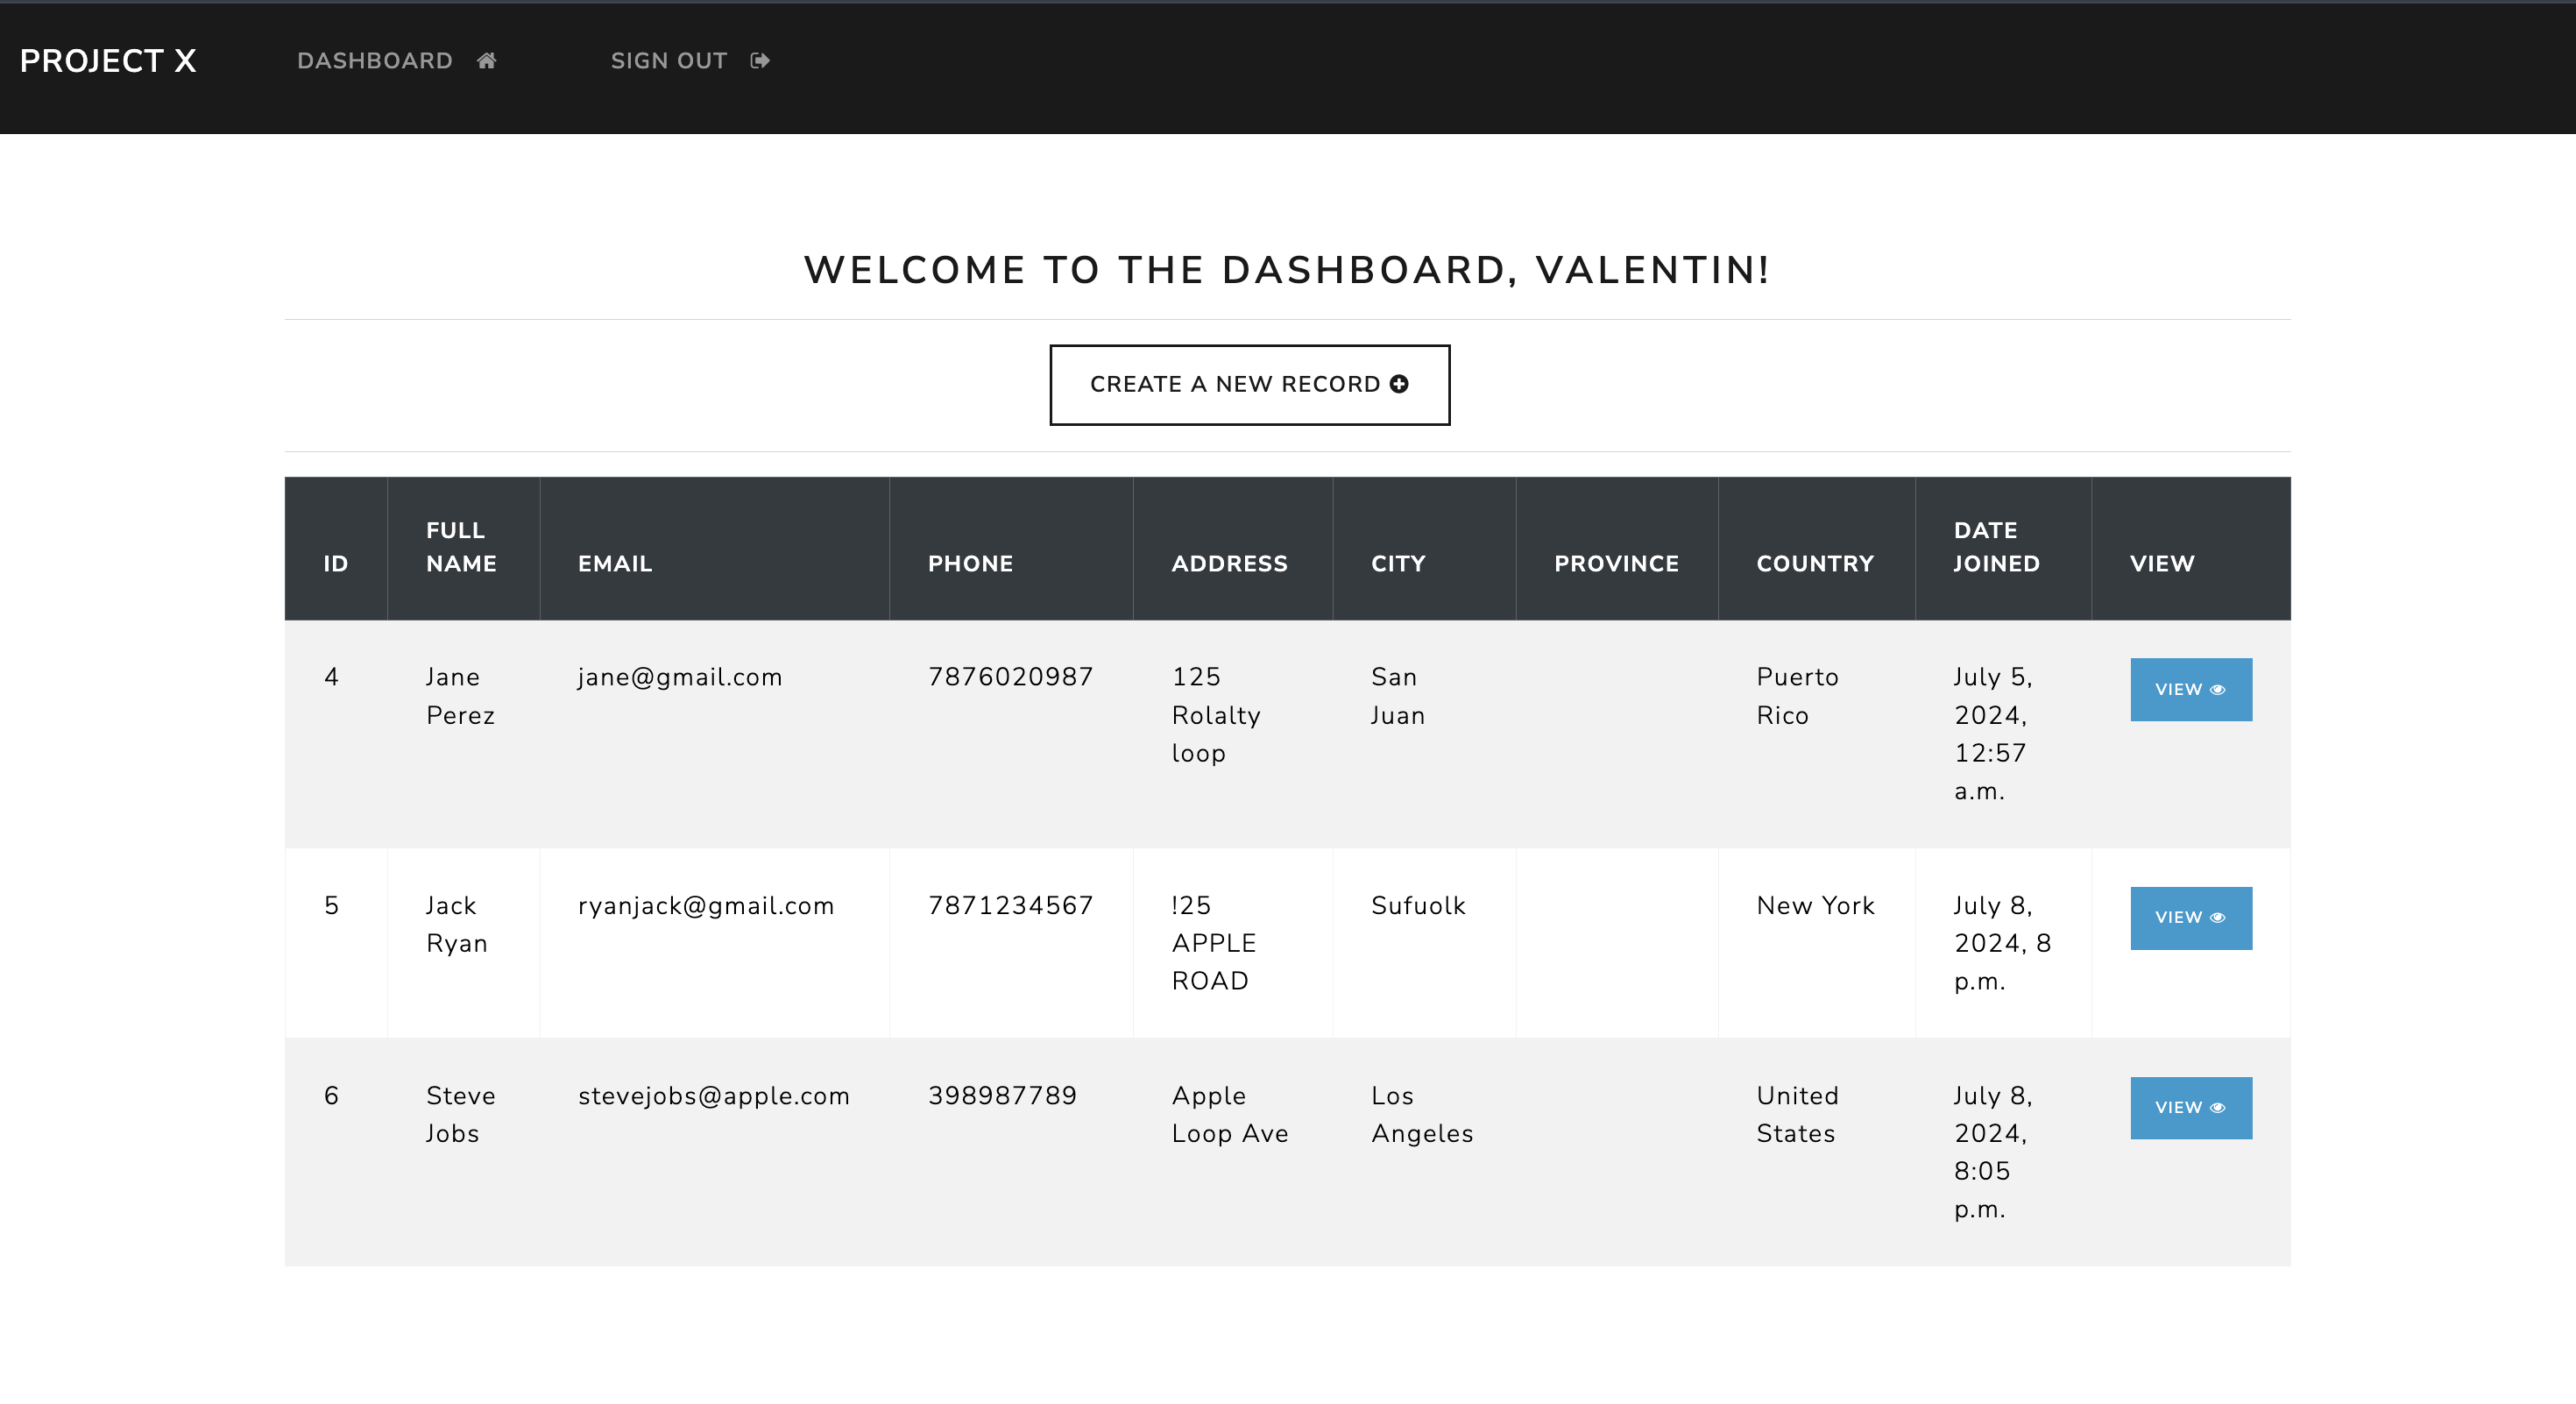 PROJECT X DASHBOARD SIGN OUT
WELCOME TO THE DASHBOARD, VALENTIN!
CREATE A NEW RECORD
ID FULL NAME EMAIL PHONE ADDRESS CITY PROVINCE COUNTRY DATE JOINED VIEW
4 Jane Perez jane@gmail.com 7876020987 125 Rolalty loop San Juan Puerto Rico July 5, 2024, 12:57 a.m. VIEW
5 Jack Ryan ryanjack@gmail.com 7871234567 !25 APPLE ROAD Sufuolk New York July 8, 2024, 8 p.m. VIEW
6 Steve Jobs stevejobs@apple.com 398987789 Apple Loop Ave Los Angeles United States July 8, 2024, 8:05 p.m. VIEW